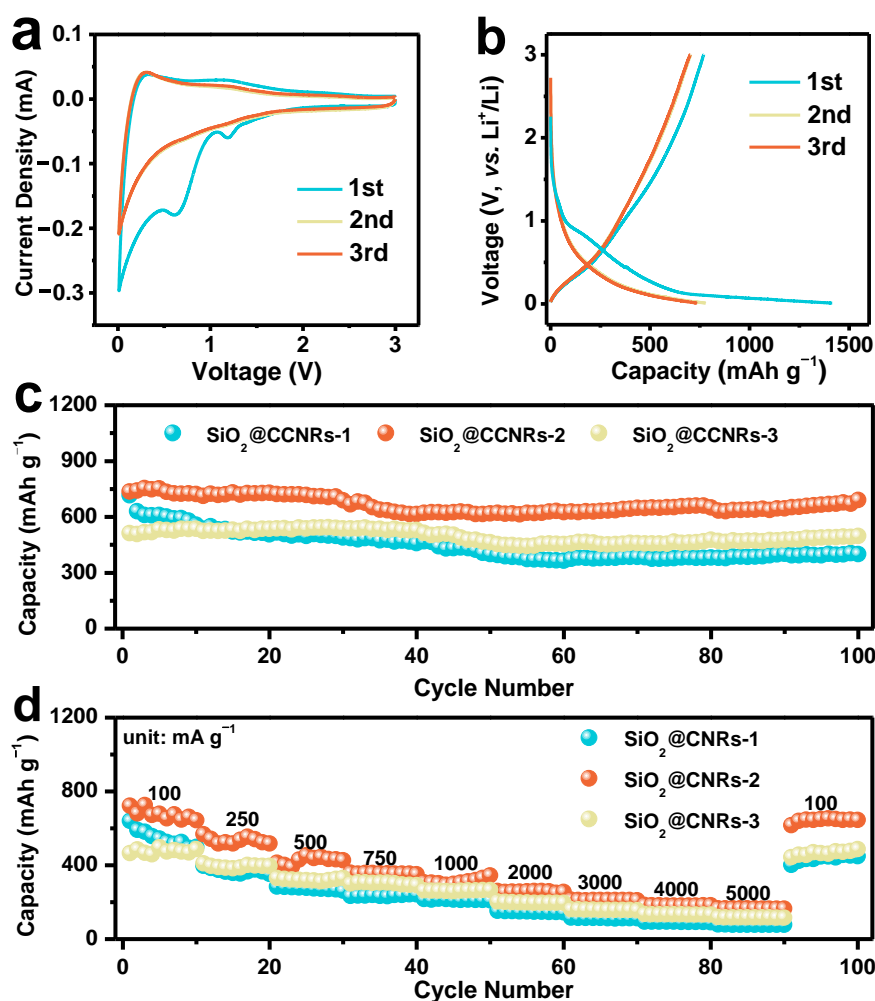 a
0.1
0.0
−0.1
−0.2
−0.3
Current Density (mA)
1st
2nd
3rd
0 1 2 3
Voltage (V)
b
3
2
1
0
Voltage (V, vs. Li⁺/Li)
1st
2nd
3rd
0 500 1000 1500
Capacity (mAh g⁻¹)
c
1200
900
600
300
0
Capacity (mAh g⁻¹)
SiO₂@CCNRs-1 SiO₂@CCNRs-2 SiO₂@CCNRs-3
0 20 40 60 80 100
Cycle Number
d
1200
800
400
0
Capacity (mAh g⁻¹)
unit: mA g⁻¹
SiO₂@CNRs-1
SiO₂@CNRs-2
SiO₂@CNRs-3
100 250 500 750 1000 2000 3000 4000 5000 100
0 20 40 60 80 100
Cycle Number